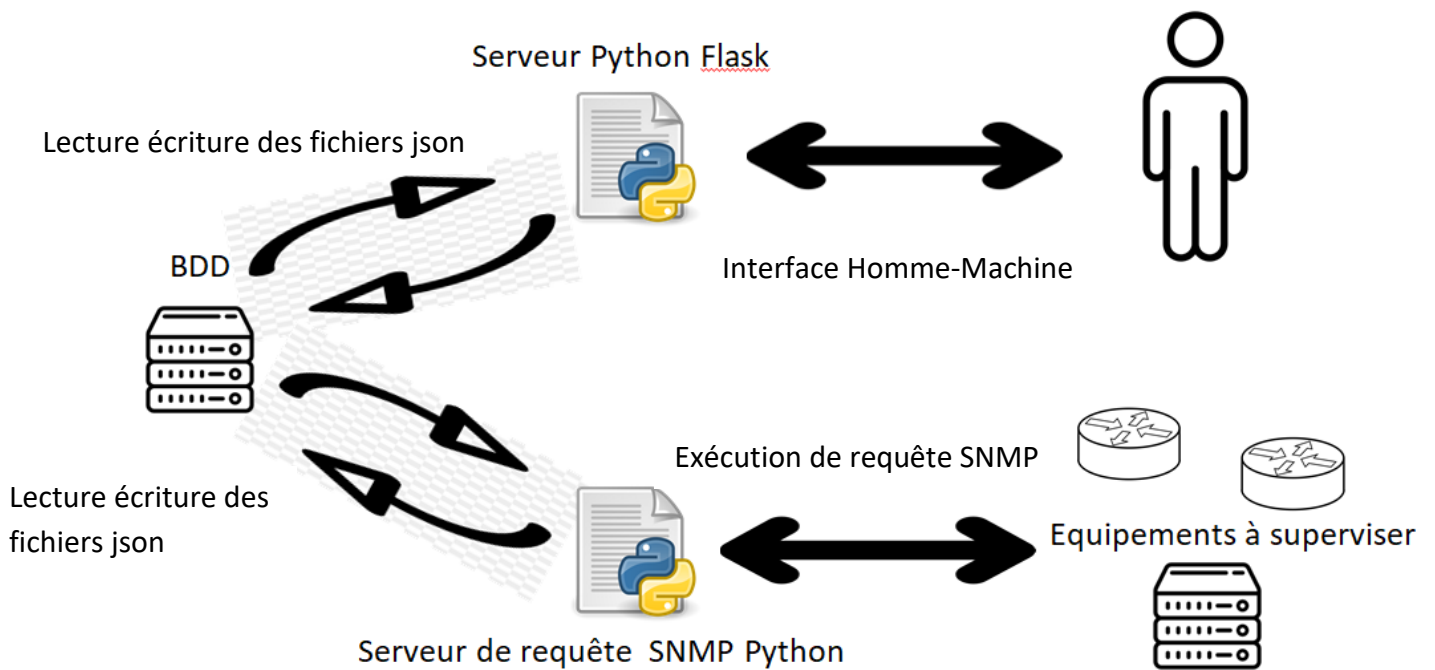 Serveur Python Flask
Lecture écriture des fichiers json
BDD
Interface Homme-Machine
Exécution de requête SNMP
Lecture écriture des
fichiers json
Equipements à superviser
Serveur de requête SNMP Python